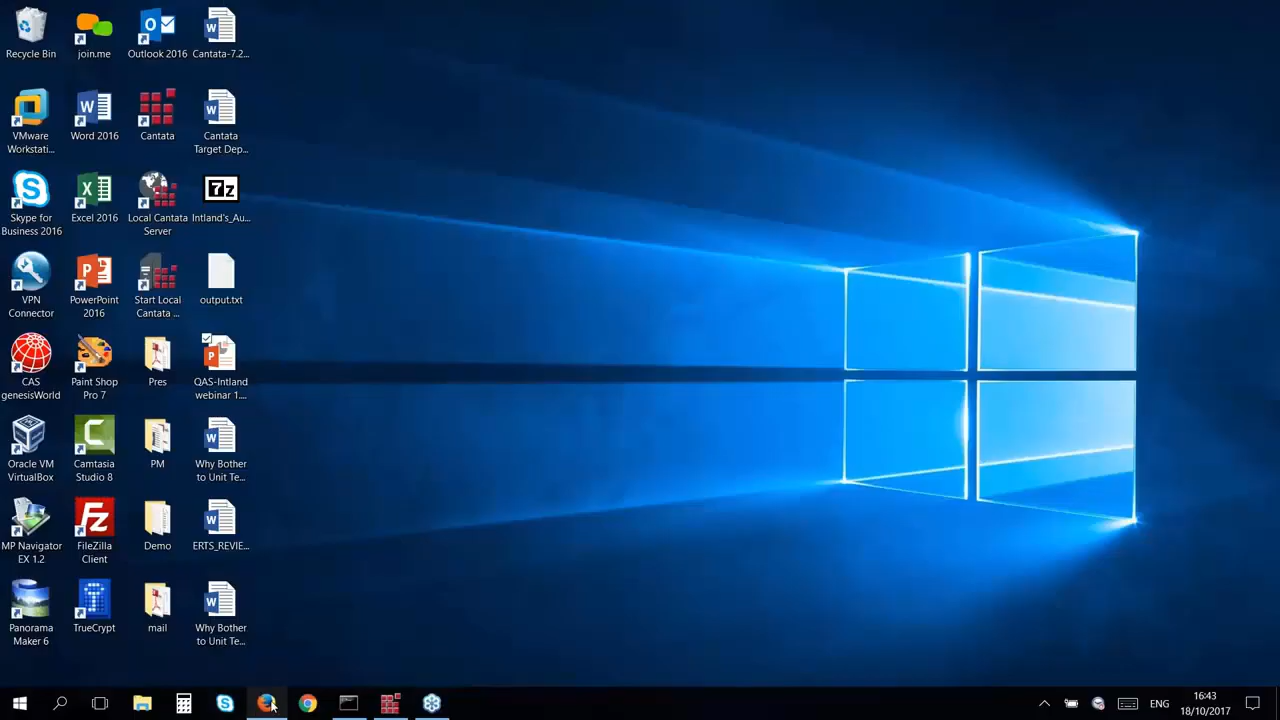 Recycle Bin
join.me
Outlook 2016
Cantata-7.2...
VMware
Workstati...
Word 2016
Cantata
Cantata
Target Dep...
Skype for
Business 2016
Excel 2016
Local Cantata
Server
7z
Intland's_Au...
VPN
Connector
PowerPoint
2016
Start Local
Cantata ...
output.txt
CAS
genesisWorld
Paint Shop
Pro 7
Pres
QAS-Intland
webinar 1....
Oracle VM
VirtualBox
Camtasia
Studio 8
PM
Why Bother
to Unit Te...
MP Navigator
EX 1.2
FileZilla
Client
Demo
ERTS_REVIE...
Panorama
Maker 6
TrueCrypt
mail
Why Bother
to Unit Te...
ENG
16:43
18/10/2017